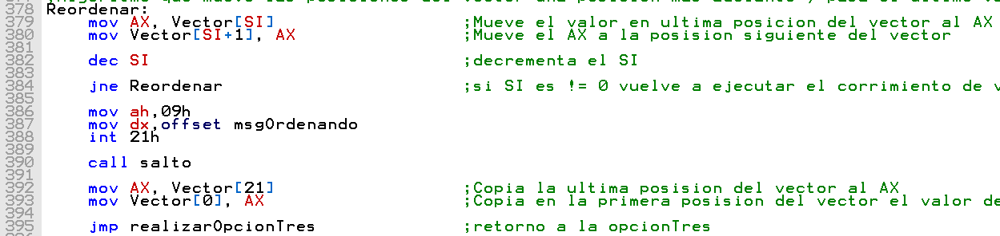 378 Reordenar:
379 mov AX, Vector[SI] ;Mueve el valor en ultima posicion del vector al AX
380 mov Vector[SI+1], AX ;Mueve el AX a la posision siguiente del vector
381
382 dec SI ;decrementa el SI
383
384 jne Reordenar ;si SI es != 0 vuelve a ejecutar el corrimiento de v
385
386 mov ah,09h
387 mov dx,offset msgOrdenando
388 int 21h
389
390 call salto
391
392 mov AX, Vector[21] ;Copia la ultima posision del vector al AX
393 mov Vector[0], AX ;Copia en la primera posision del vector el valor de
394
395 jmp realizarOpcionTres ;retorno a la opcionTres